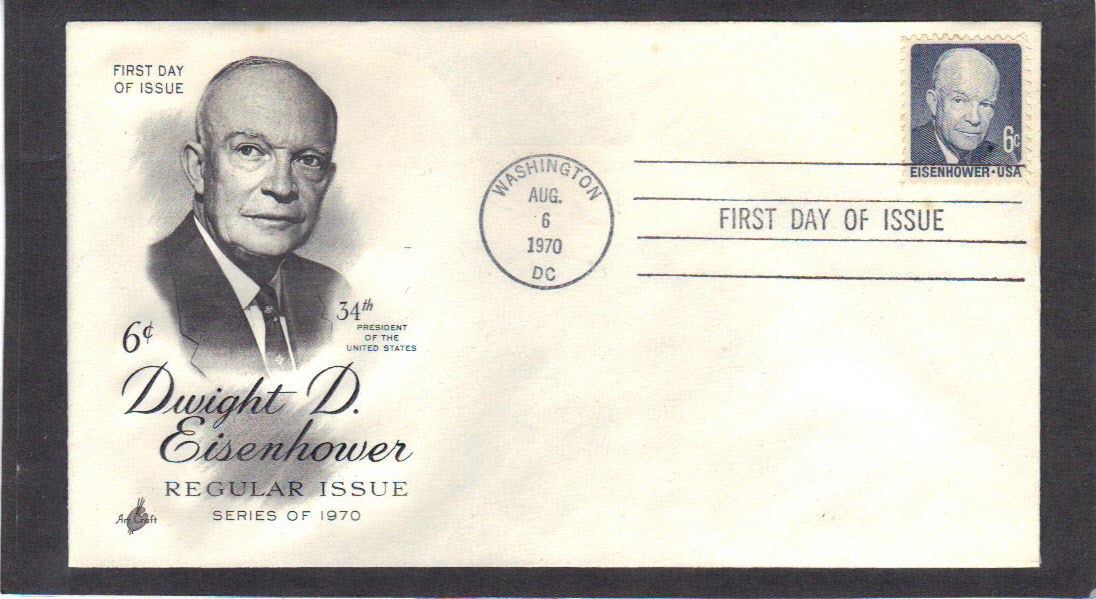 FIRST DAY
OF ISSUE
34th
PRESIDENT
OF THE
UNITED STATES
6¢
Dwight D.
Eisenhower
REGULAR ISSUE
SERIES OF 1970
Art Craft
WASHINGTON
AUG.
6
1970
DC
FIRST DAY OF ISSUE
6¢
EISENHOWER·USA